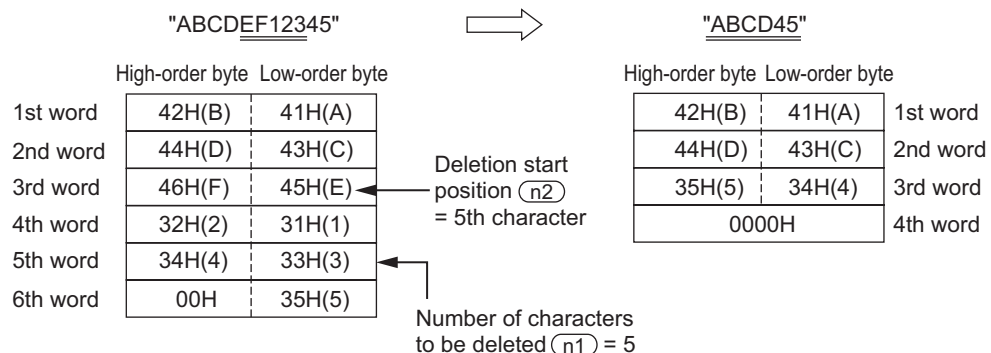 "ABCDEF12345" "ABCD45"
High-order byte Low-order byte High-order byte Low-order byte
1st word 42H(B) 41H(A) 42H(B) 41H(A) 1st word
2nd word 44H(D) 43H(C) 44H(D) 43H(C) 2nd word
3rd word 46H(F) 45H(E) 35H(5) 34H(4) 3rd word
4th word 32H(2) 31H(1) 0000H 4th word
5th word 34H(4) 33H(3)
6th word 00H 35H(5)
Deletion start
position n2
= 5th character
Number of characters
to be deleted n1 = 5